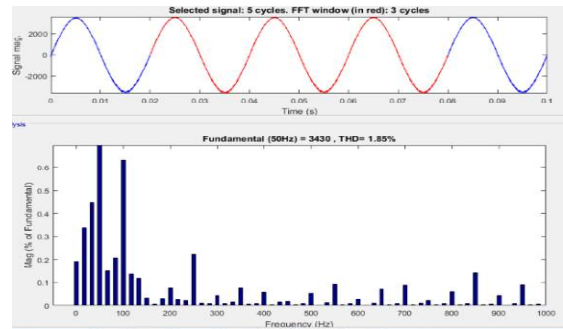 Selected signal: 5 cycles. FFT window (in red): 3 cycles
Signal mag.
2000
0
-2000
0 0.01 0.02 0.03 0.04 0.05 0.06 0.07 0.08 0.09 0.1
Time (s)
lysis
Fundamental (50Hz) = 3430 , THD= 1.85%
Mag (% of Fundamental)
0.6
0.5
0.4
0.3
0.2
0.1
0
0 100 200 300 400 500 600 700 800 900 1000
Frequency (Hz)